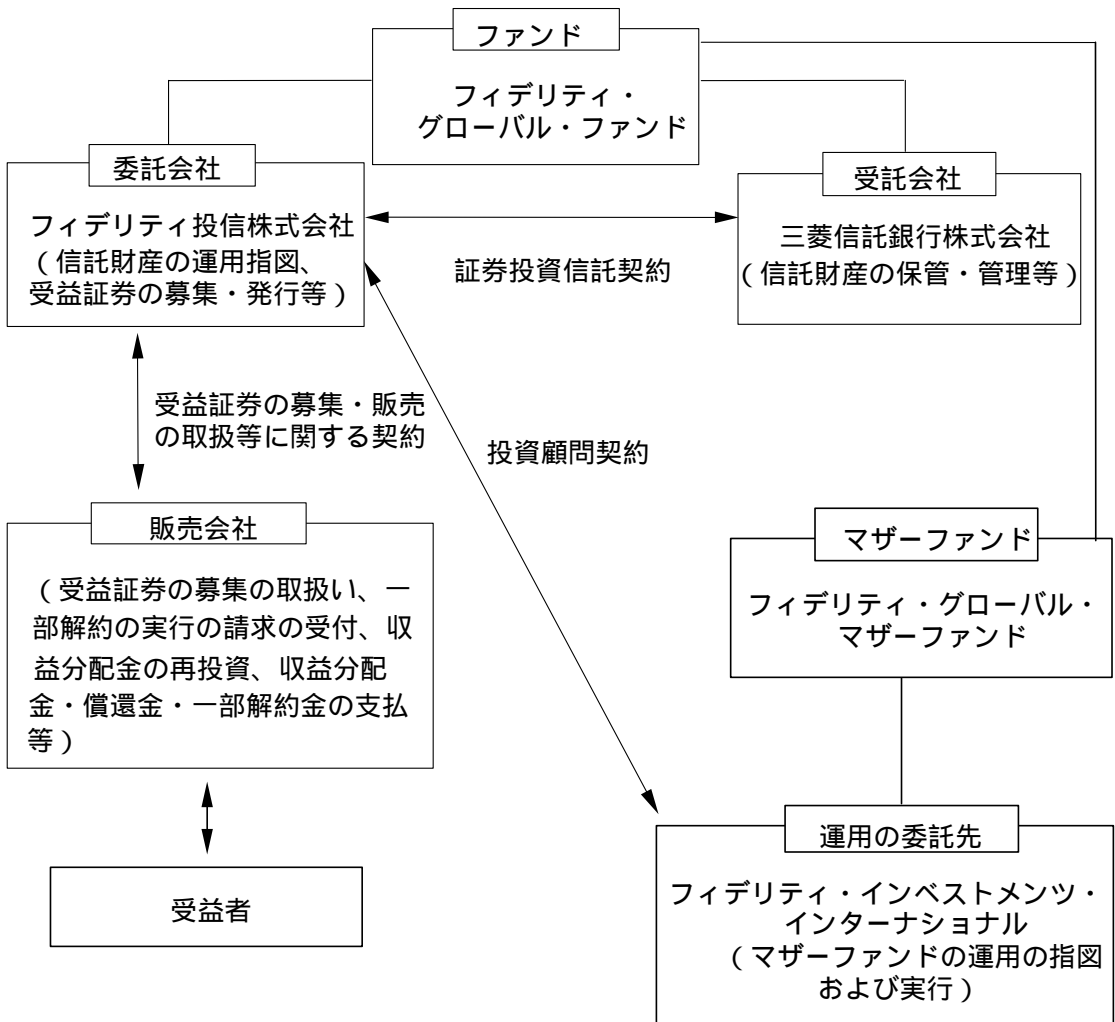 ファンド
フィデリティ・
グローバル・ファンド
委託会社
フィデリティ投信株式会社
(信託財産の運用指図、
受益証券の募集・発行等)
証券投資信託契約
受託会社
三菱信託銀行株式会社
(信託財産の保管・管理等)
受益証券の募集・販売
の取扱等に関する契約
投資顧問契約
販売会社
(受益証券の募集の取扱い、一
部解約の実行の請求の受付、収
益分配金の再投資、収益分配
金・償還金・一部解約金の支払
等)
マザーファンド
フィデリティ・グローバル・
マザーファンド
受益者
運用の委託先
フィデリティ・インベストメンツ・
インターナショナル
(マザーファンドの運用の指図
および実行)